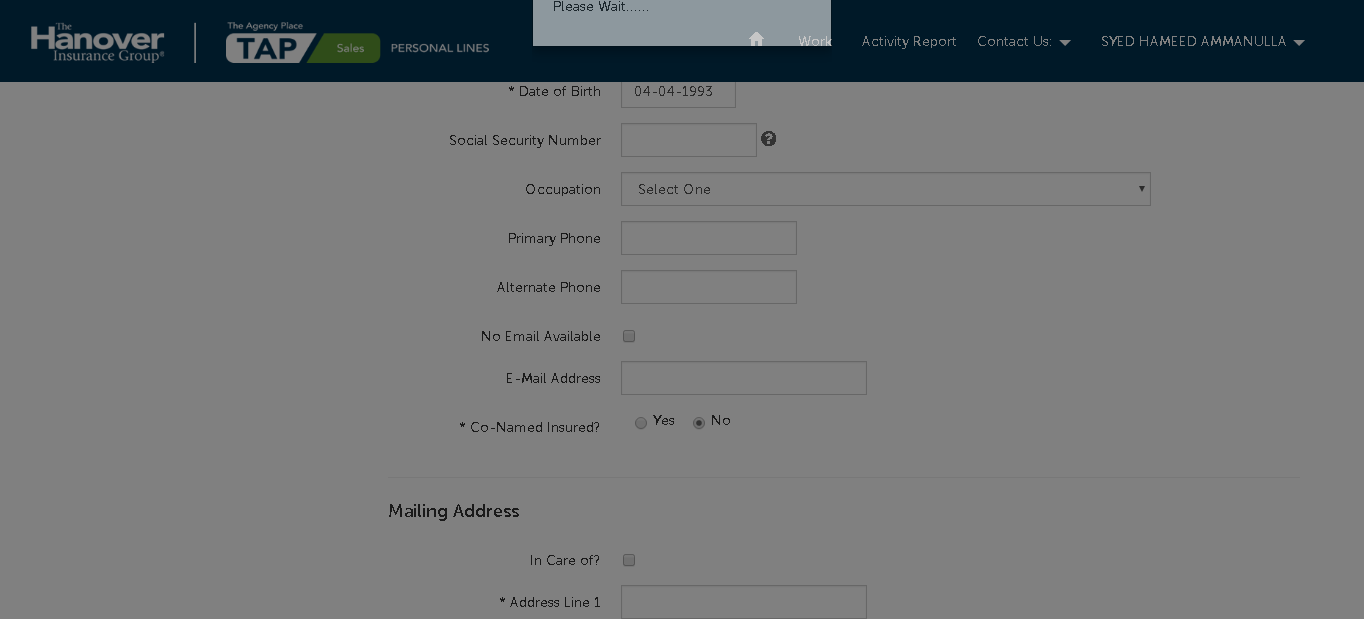 Please Wait......
The
Hanover
Insurance Group®
The Agency Place
TAP Sales PERSONAL LINES
Work Activity Report Contact Us: SYED HAMEED AMMANULLA
* Date of Birth 04-04-1993
Social Security Number ?
Occupation Select One
Primary Phone
Alternate Phone
No Email Available
E-Mail Address
* Co-Named Insured? Yes No
Mailing Address
In Care of?
* Address Line 1